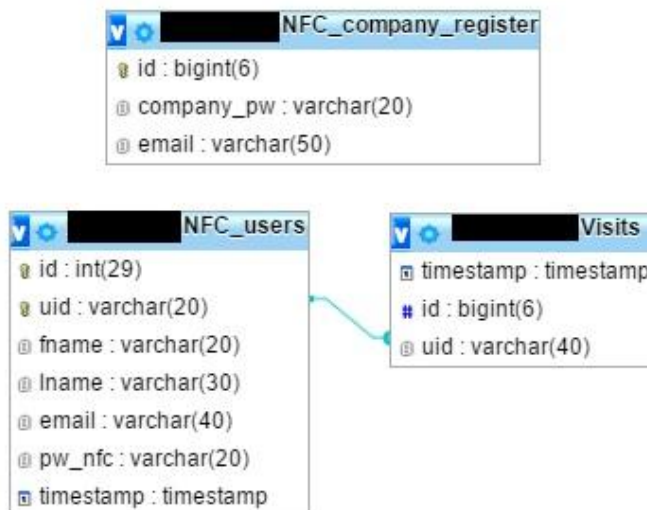 NFC_company_register
id : bigint(6)
company_pw : varchar(20)
email : varchar(50)
NFC_users
id : int(29)
uid : varchar(20)
fname : varchar(20)
lname : varchar(30)
email : varchar(40)
pw_nfc : varchar(20)
timestamp : timestamp
Visits
timestamp : timestamp
# id : bigint(6)
uid : varchar(40)